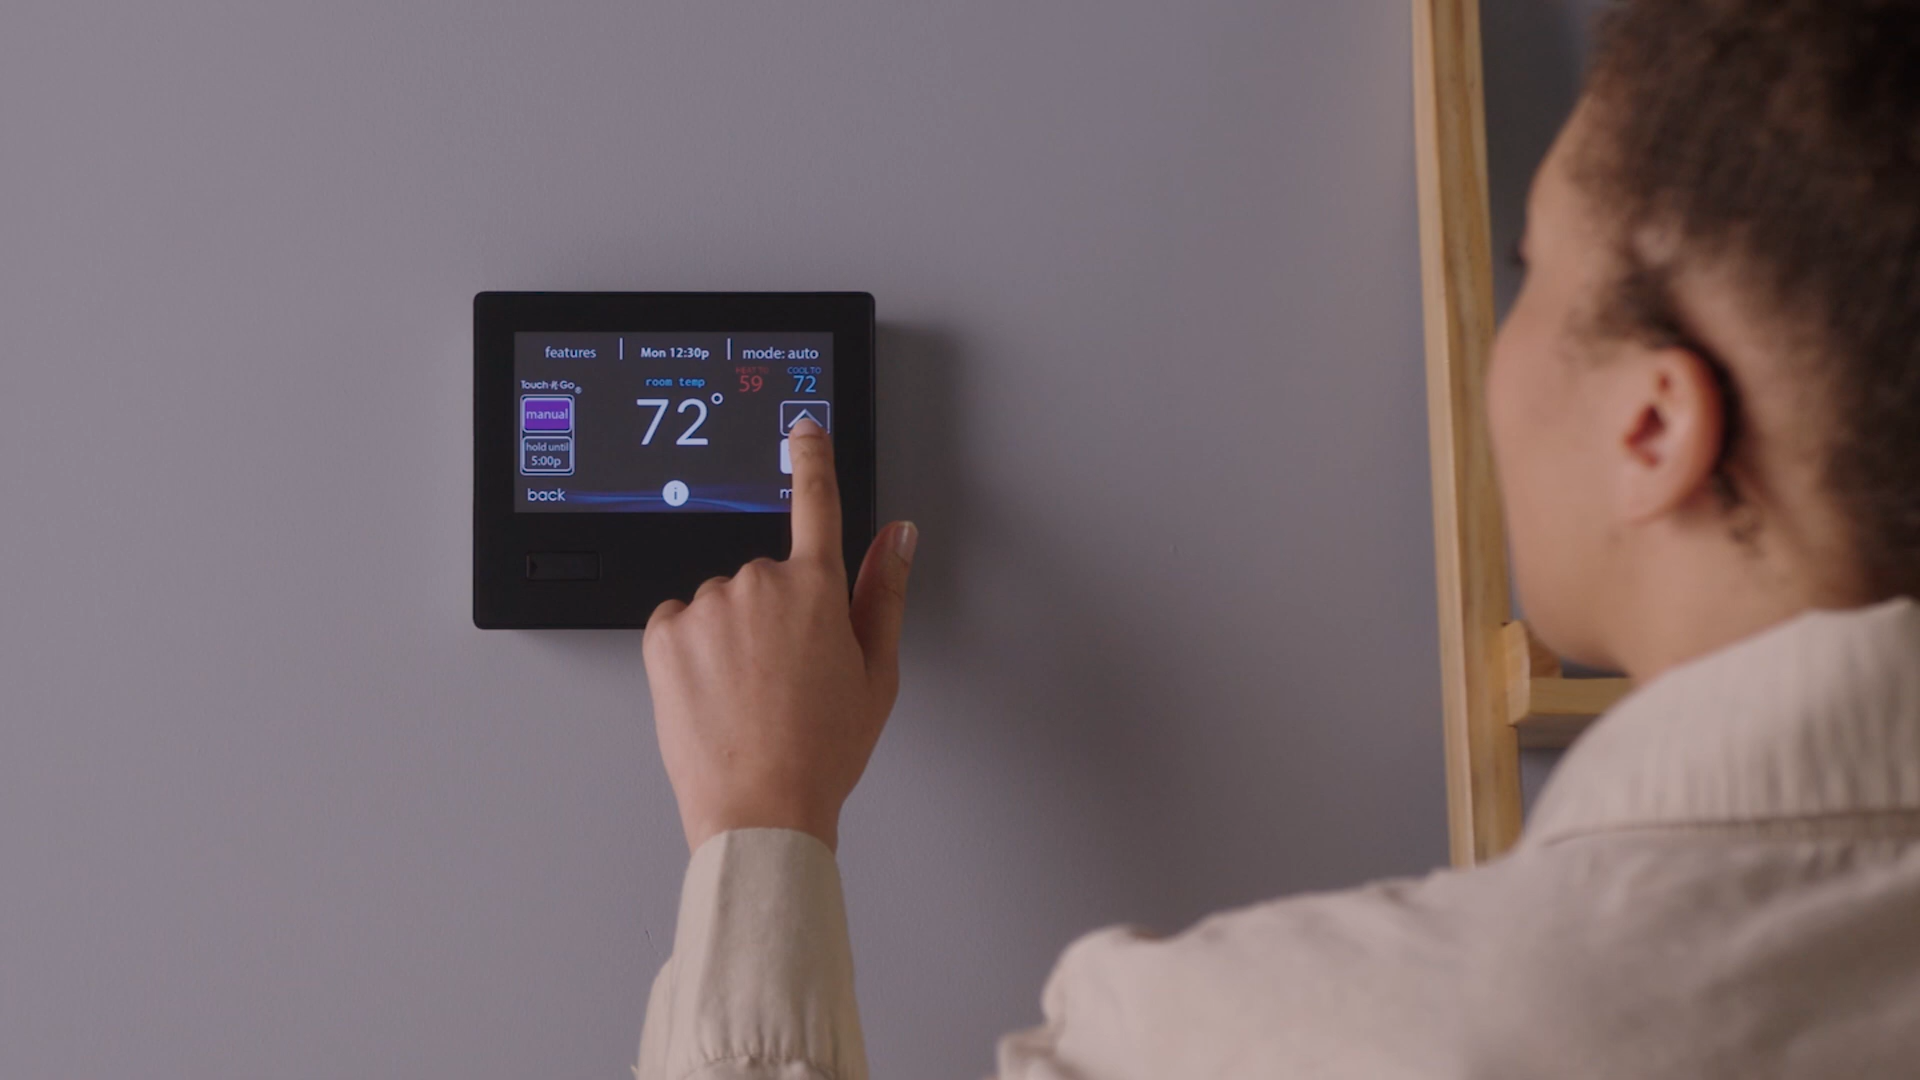 features
Mon 12:30p
mode: auto
Touch-N-Go®
room temp
HEAT TO
59
COOL TO
72
72°
manual
hold until
5:00p
back
i